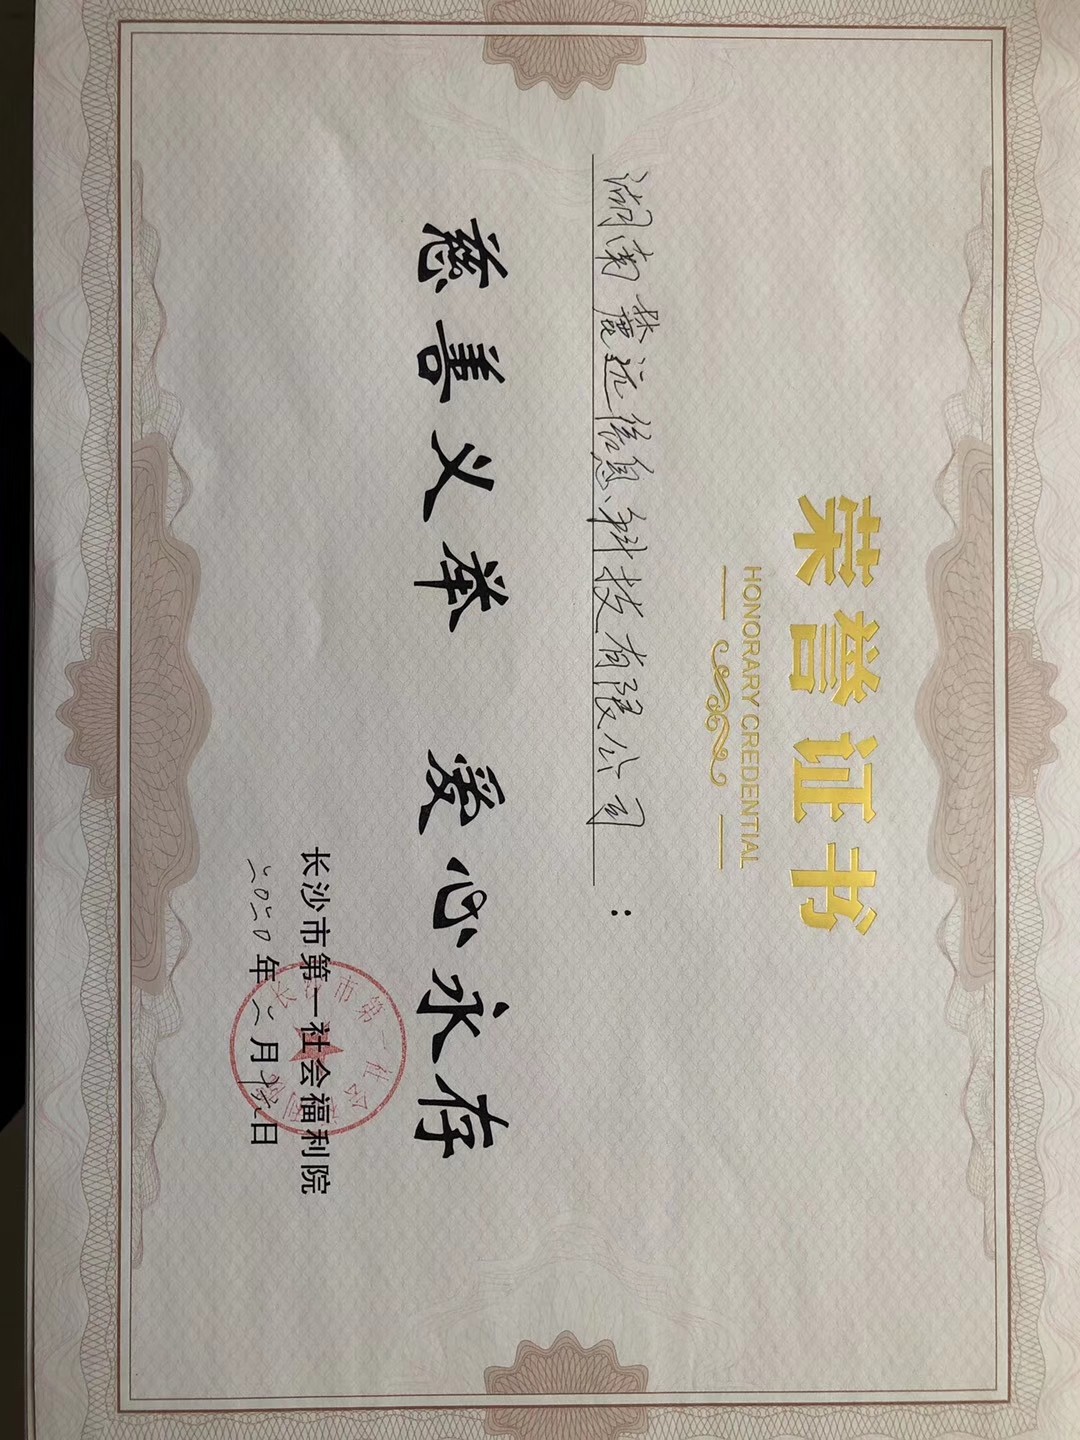 荣誉证书
HONORARY CREDENTIAL
湖南麓远信息科技有限公司：
慈善义举 爱心永存
长沙市第一社会福利院
二〇二〇年二月 日